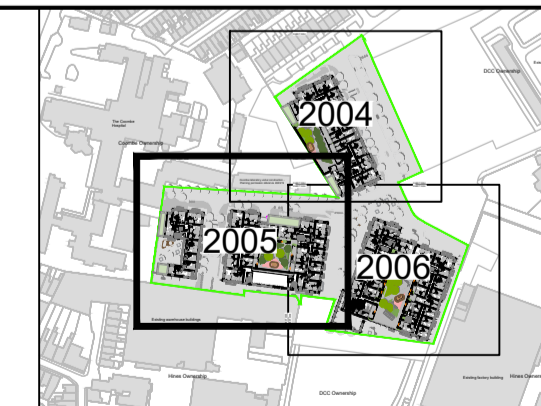 DCC Ownership
2004
The Coombe
Hospital
Coombe Ownership
2005
2006
Existing warehouse buildings
Hines Ownership
Existing factory building
Hines Owners
DCC Ownership